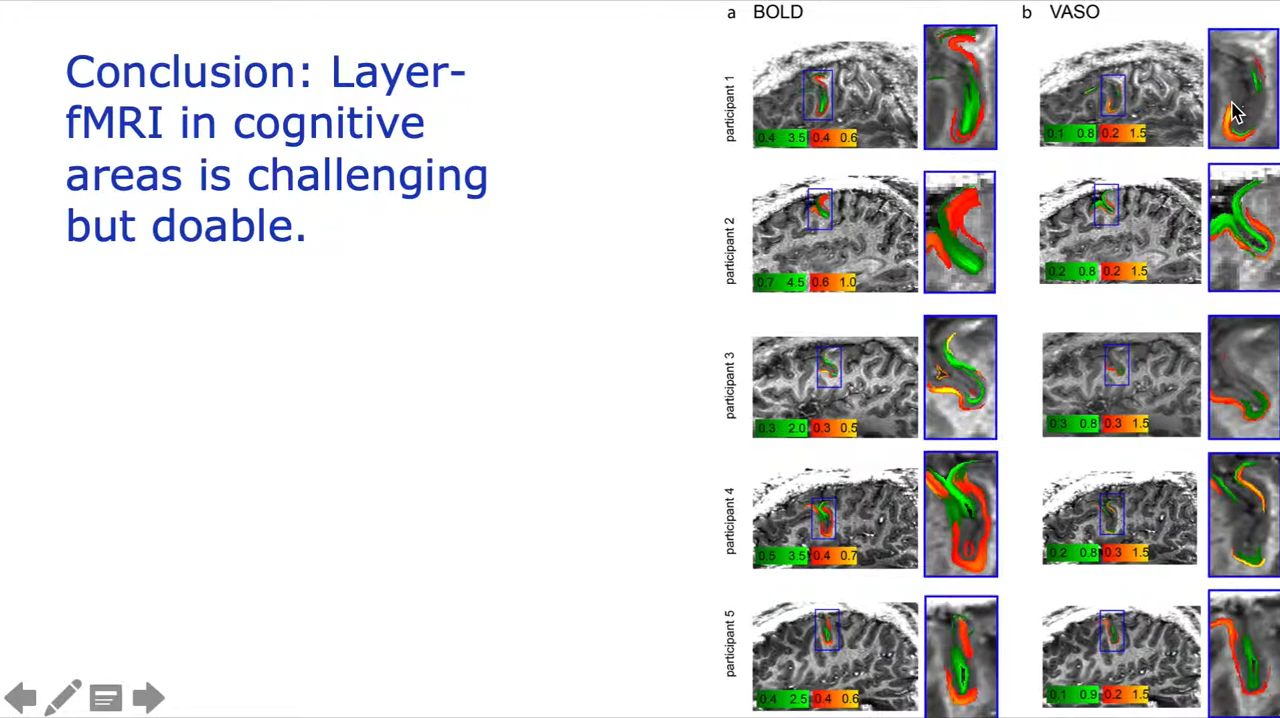 Conclusion: Layer-
fMRI in cognitive
areas is challenging
but doable.
a BOLD
b VASO
participant 1
0.4 3.5 0.4 0.6
0.1 0.8 0.2 1.5
participant 2
0.7 4.5 0.6 1.0
0.2 0.8 0.2 1.5
participant 3
0.3 2.0 0.3 0.5
0.3 0.8 0.3 1.5
participant 4
0.5 3.5 0.4 0.7
0.2 0.8 0.3 1.5
participant 5
0.4 2.5 0.4 0.6
0.1 0.9 0.2 1.5